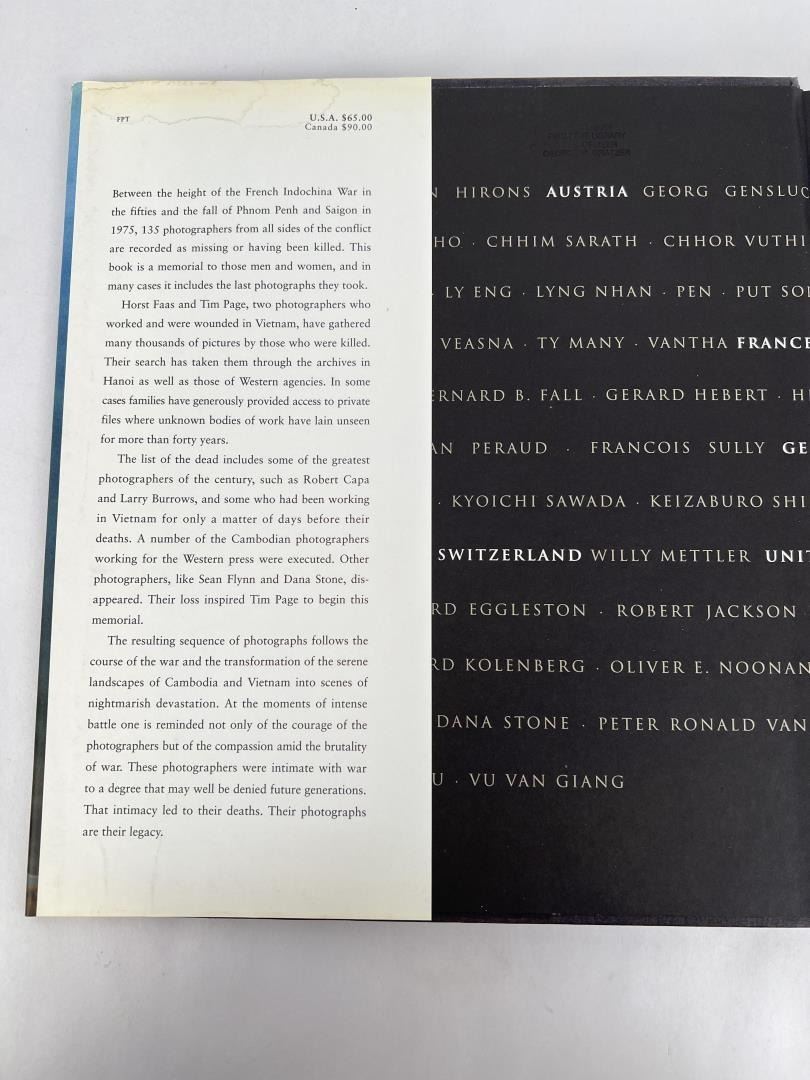 FPT
U.S.A. $65.00
Canada $90.00
Between the height of the French Indochina War in
the fifties and the fall of Phnom Penh and Saigon in
1975, 135 photographers from all sides of the conflict
are recorded as missing or having been killed. This
book is a memorial to those men and women, and in
many cases it includes the last photographs they took.
Horst Faas and Tim Page, two photographers who
worked and were wounded in Vietnam, have gathered
many thousands of pictures by those who were killed.
Their search has taken them through the archives in
Hanoi as well as those of Western agencies. In some
cases families have generously provided access to private
files where unknown bodies of work have lain unseen
for more than forty years.
The list of the dead includes some of the greatest
photographers of the century, such as Robert Capa
and Larry Burrows, and some who had been working
in Vietnam for only a matter of days before their
deaths. A number of the Cambodian photographers
working for the Western press were executed. Other
photographers, like Sean Flynn and Dana Stone, dis-
appeared. Their loss inspired Tim Page to begin this
memorial.
The resulting sequence of photographs follows the
course of the war and the transformation of the serene
landscapes of Cambodia and Vietnam into scenes of
nightmarish devastation. At the moments of intense
battle one is reminded not only of the courage of the
photographers but of the compassion amid the brutality
of war. These photographers were intimate with war
to a degree that may well be denied future generations.
That intimacy led to their deaths. Their photographs
are their legacy.
HIRONS AUSTRIA GEORG GENSLUC
HO · CHHIM SARATH · CHHOR VUTHI
· LY ENG · LYNG NHAN · PEN · PUT SO
VEASNA · TY MANY · VANTHA FRANCE
ERNARD B. FALL · GERARD HEBERT · H
AN PERAUD · FRANCOIS SULLY GE
· KYOICHI SAWADA · KEIZABURO SHI
SWITZERLAND WILLY METTLER UNIT
RD EGGLESTON · ROBERT JACKSON
RD KOLENBERG · OLIVER E. NOONAN
DANA STONE · PETER RONALD VAN
U · VU VAN GIANG